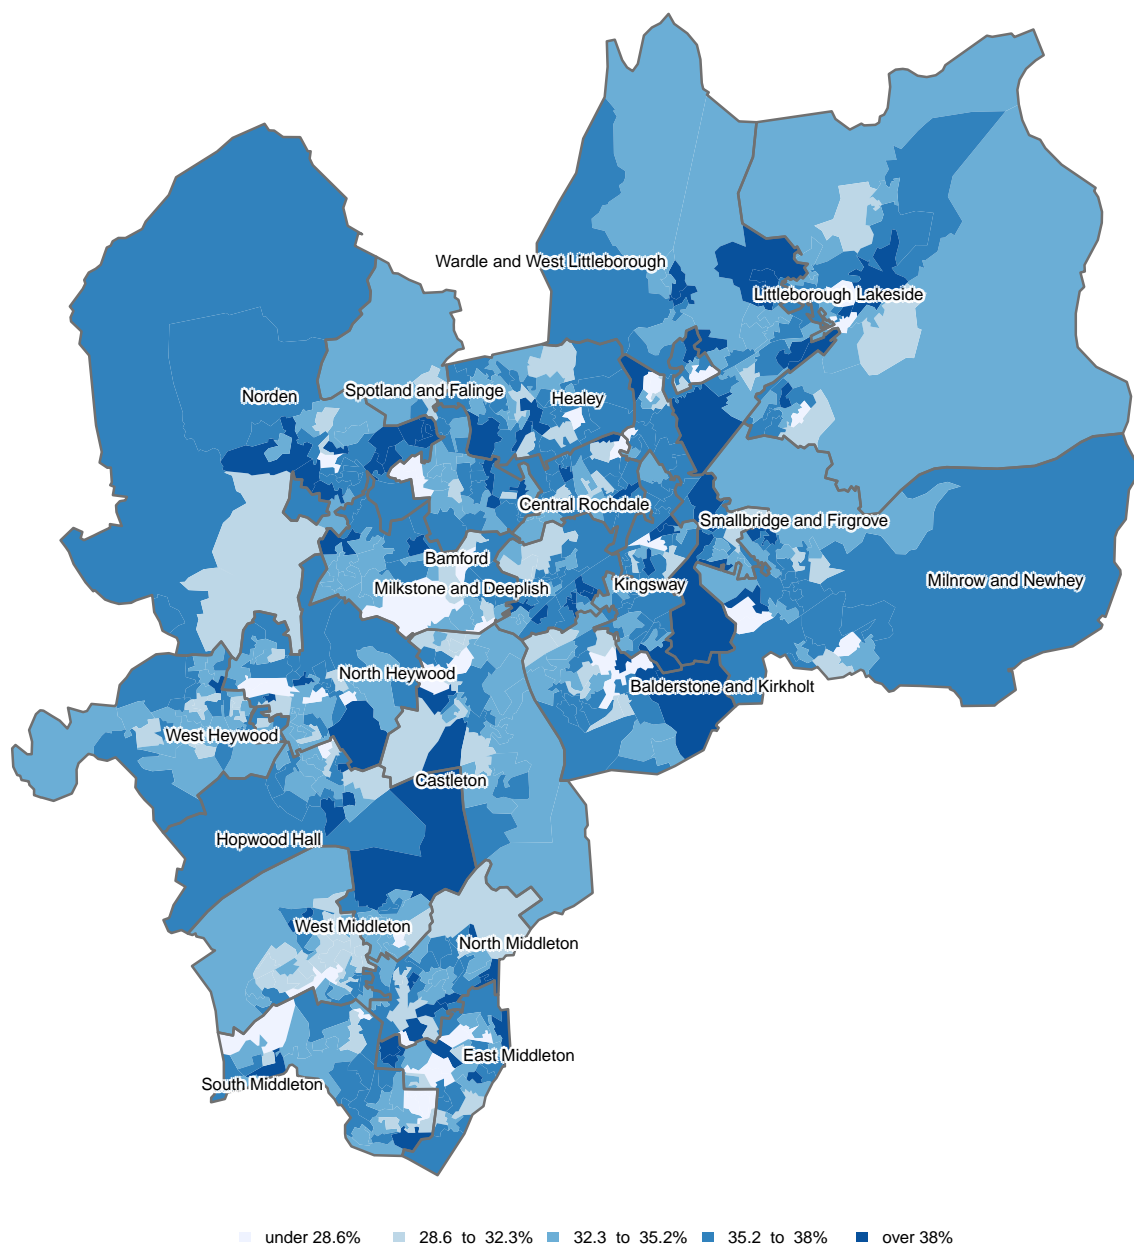 Wardle and West Littleborough
Littleborough Lakeside
Norden
Spotland and Falinge
Healey
Central Rochdale
Smallbridge and Firgrove
Bamford
Milkstone and Deeplish
Kingsway
Milnrow and Newhey
North Heywood
Balderstone and Kirkholt
West Heywood
Castleton
Hopwood Hall
West Middleton
North Middleton
East Middleton
South Middleton
under 28.6% 28.6 to 32.3% 32.3 to 35.2% 35.2 to 38% over 38%